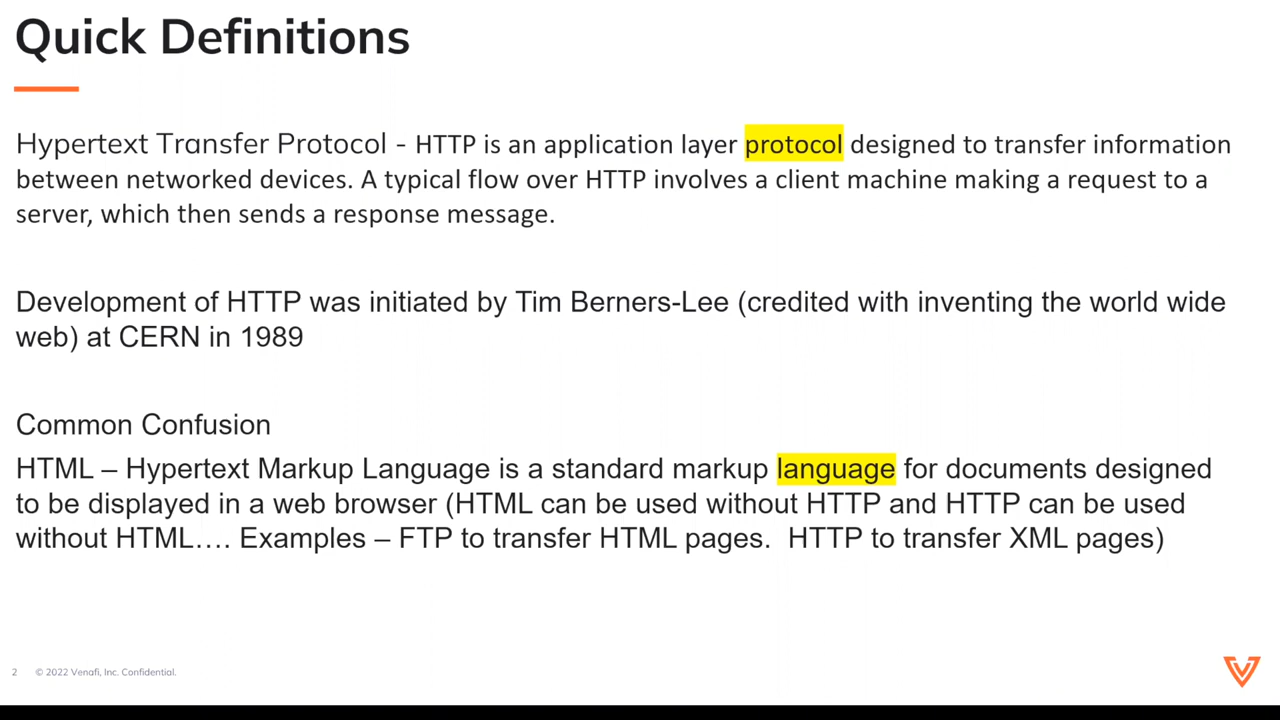 Quick Definitions
Hypertext Transfer Protocol - HTTP is an application layer protocol designed to transfer information
between networked devices. A typical flow over HTTP involves a client machine making a request to a
server, which then sends a response message.
Development of HTTP was initiated by Tim Berners-Lee (credited with inventing the world wide
web) at CERN in 1989
Common Confusion
HTML – Hypertext Markup Language is a standard markup language for documents designed
to be displayed in a web browser (HTML can be used without HTTP and HTTP can be used
without HTML…. Examples – FTP to transfer HTML pages.  HTTP to transfer XML pages)
2 © 2022 Venafi, Inc. Confidential.